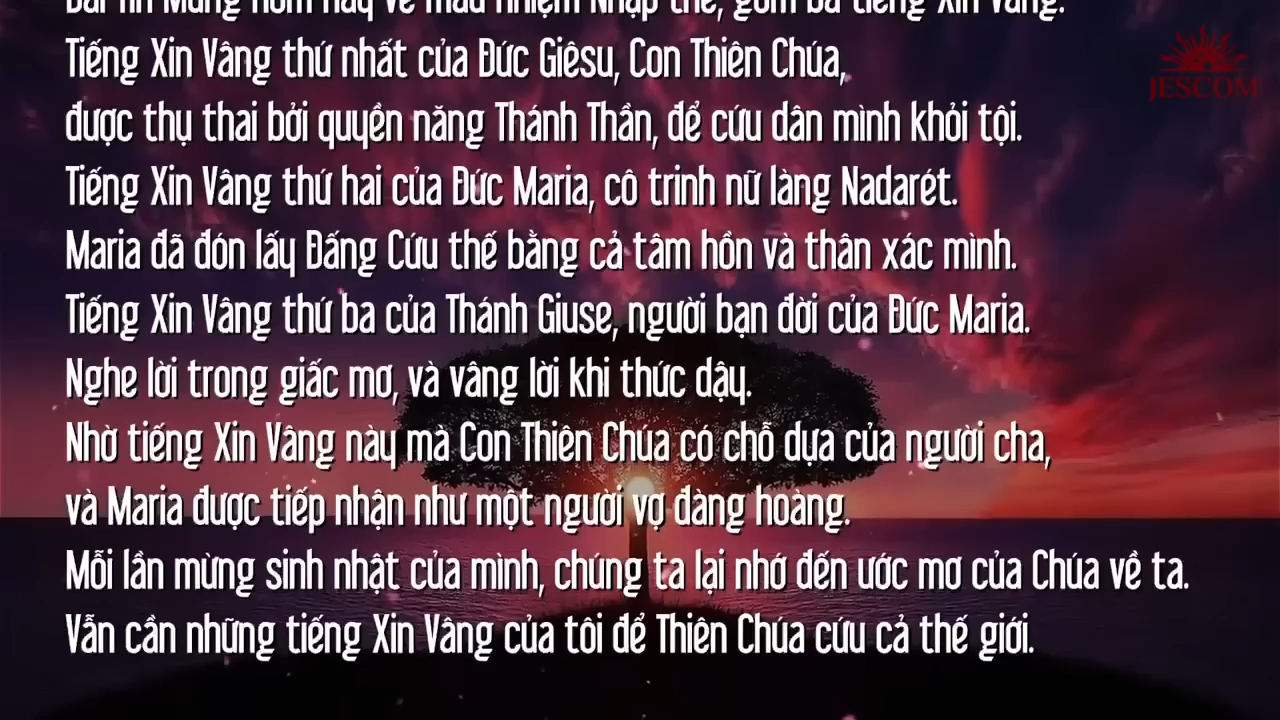 Bài Tin Mừng hôm nay về mầu nhiệm Nhập thể, gồm ba tiếng Xin Vâng.
Tiếng Xin Vâng thứ nhất của Đức Giêsu, Con Thiên Chúa,
được thụ thai bởi quyền năng Thánh Thần, để cứu dân mình khỏi tội.
Tiếng Xin Vâng thứ hai của Đức Maria, cô trinh nữ làng Nadarét.
Maria đã đón lấy Đấng Cứu thế bằng cả tâm hồn và thân xác mình.
Tiếng Xin Vâng thứ ba của Thánh Giuse, người bạn đời của Đức Maria.
Nghe lời trong giấc mơ, và vâng lời khi thức dậy.
Nhờ tiếng Xin Vâng này mà Con Thiên Chúa có chỗ dựa của người cha,
và Maria được tiếp nhận như một người vợ đàng hoàng.
Mỗi lần mừng sinh nhật của mình, chúng ta lại nhớ đến ước mơ của Chúa về ta.
Vẫn cần những tiếng Xin Vâng của tôi để Thiên Chúa cứu cả thế giới.
JESCOM